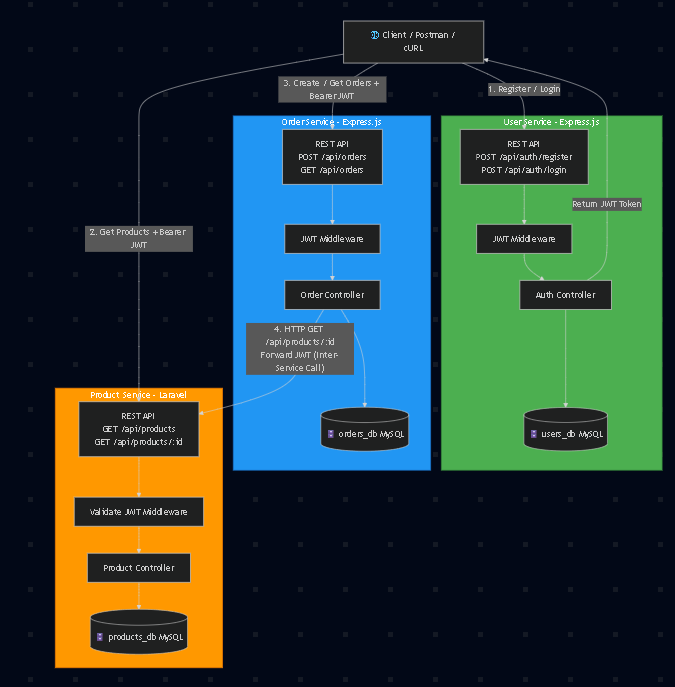 🌐 Client / Postman /
cURL
3. Create / Get Orders +
Bearer JWT
1. Register / Login
Order Service - Express.js
REST API
POST /api/orders
GET /api/orders
JWT Middleware
Order Controller
4. HTTP GET
/api/products/:id
Forward JWT (Inter-
Service Call)
orders_db MySQL
User Service - Express.js
REST API
POST /api/auth/register
POST /api/auth/login
Return JWT Token
JWT Middleware
Auth Controller
users_db MySQL
2. Get Products + Bearer
JWT
Product Service - Laravel
REST API
GET /api/products
GET /api/products/:id
Validate JWT Middleware
Product Controller
products_db MySQL